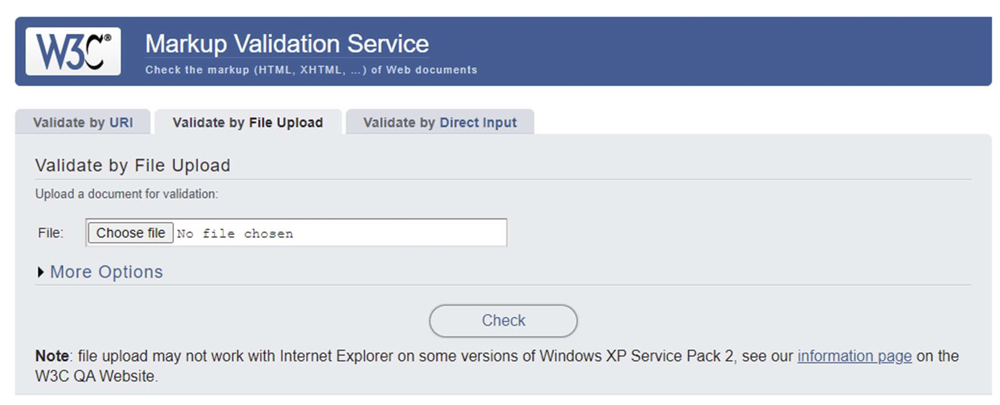 W3C® Markup Validation Service
Check the markup (HTML, XHTML, …) of Web documents
Validate by URI Validate by File Upload Validate by Direct Input
Validate by File Upload
Upload a document for validation:
File: Choose file No file chosen
More Options
Check
Note: file upload may not work with Internet Explorer on some versions of Windows XP Service Pack 2, see our information page on the
W3C QA Website.